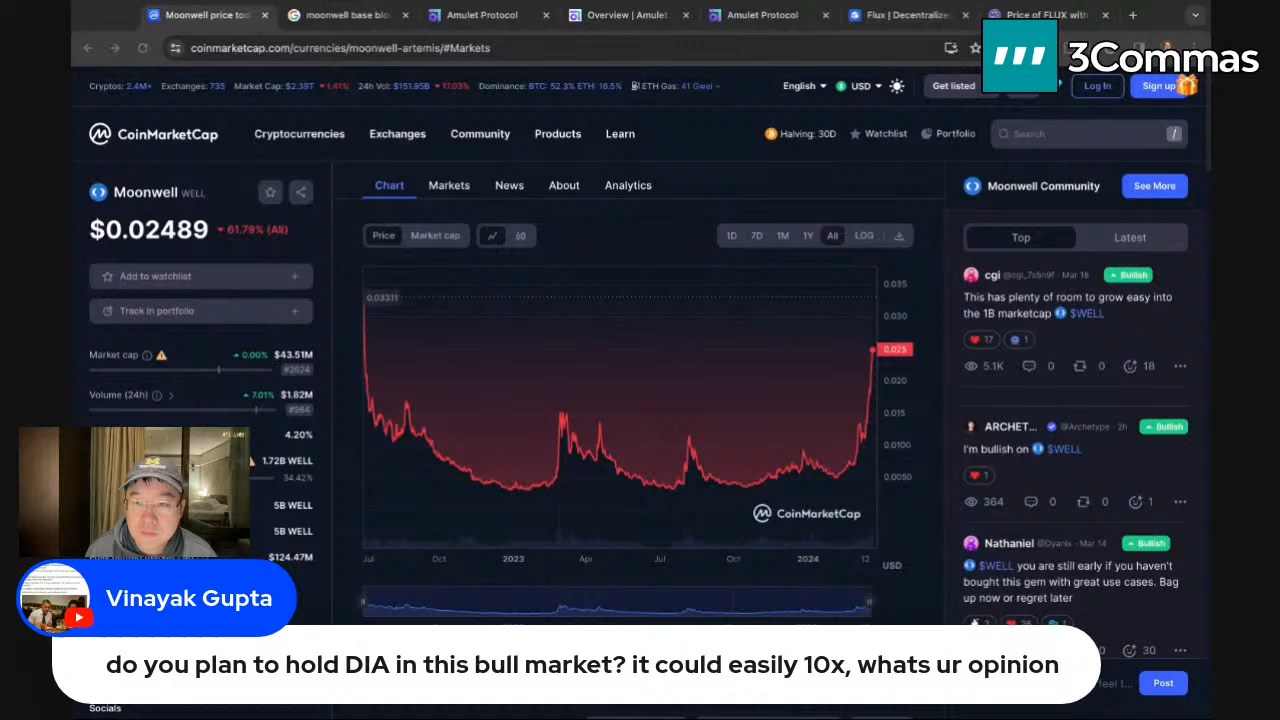 Moonwell price tod
moonwell base blo
Amulet Protocol
Overview | Amulet
Amulet Protocol
Flux | Decentralize
Price of FLUX with
coinmarketcap.com/currencies/moonwell-artemis/#Markets
3Commas
Cryptos: 2.4M+ Exchanges: 735 Market Cap: $2.39T 1.41% 24h Vol: $151.95B 17.03% Dominance: BTC: 52.3% ETH: 16.5% ETH Gas: 41 Gwei
English USD Get listed Log In Sign up
CoinMarketCap
Cryptocurrencies Exchanges Community Products Learn
Halving: 30D Watchlist Portfolio Search /
Moonwell WELL
$0.02489 61.79% (All)
Add to watchlist +
Track in portfolio +
Market cap 0.00% $43.51M
#2624
Volume (24h) 7.01% $1.82M
#964
4.20%
1.72B WELL
34.42%
5B WELL
5B WELL
$124.47M
Socials
Chart Markets News About Analytics
Price Market cap
1D 7D 1M 1Y All LOG
0.03311
0.035
0.030
0.025
0.020
0.015
0.0100
0.0050
CoinMarketCap
Jul Oct 2023 Apr Jul Oct 2024 12
USD
Moonwell Community See More
Top Latest
cgi @cgi_7s5n9f · Mar 18 Bullish
This has plenty of room to grow easy into
the 1B marketcap $WELL
17 1
5.1K 0 0 18
ARCHET... @Archetype · 2h Bullish
I'm bullish on $WELL
1
364 0 0 1
Nathaniel @Dyanix · Mar 14 Bullish
$WELL you are still early if you haven't
bought this gem with great use cases. Bag
up now or regret later
30
Post
Vinayak Gupta
do you plan to hold DIA in this bull market? it could easily 10x, whats ur opinion